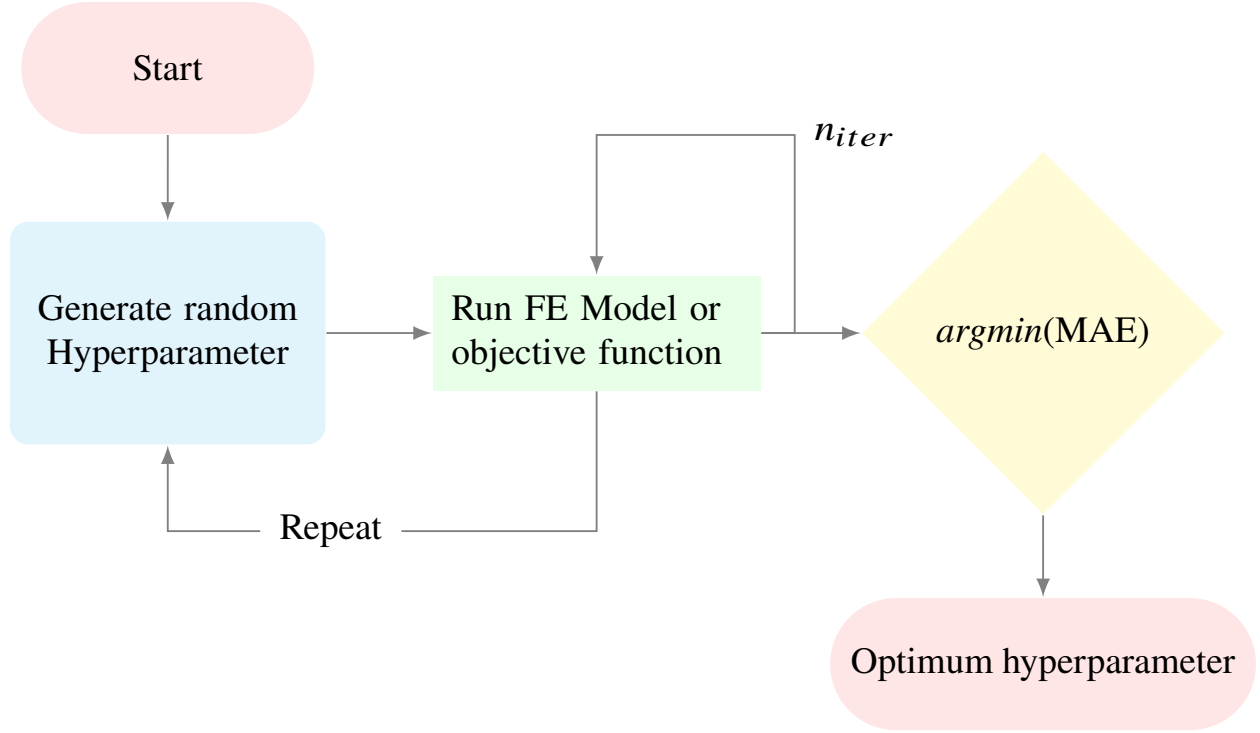 Start
n_iter
Generate random
Hyperparameter
Run FE Model or
objective function
argmin(MAE)
Repeat
Optimum hyperparameter